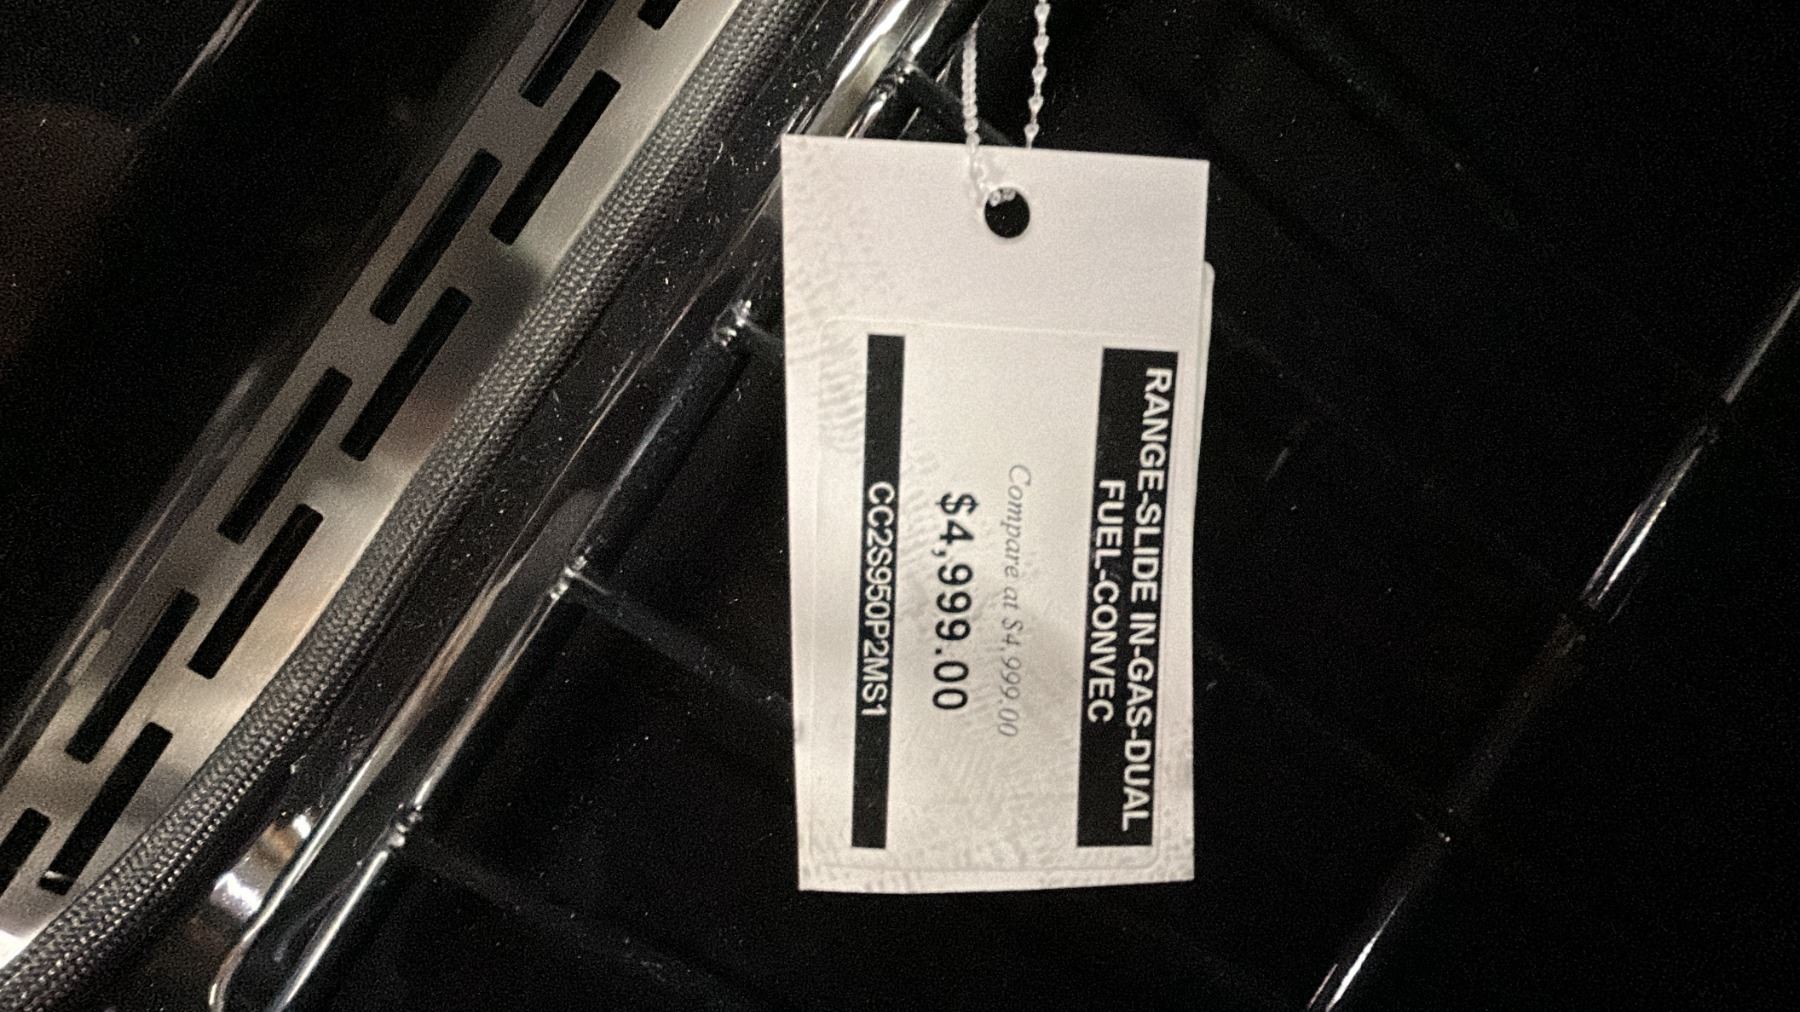 RANGE-SLIDE IN-GAS-DUAL
FUEL-CONVEC
Compare at $4,999.00
$4,999.00
CC2S950P2MS1